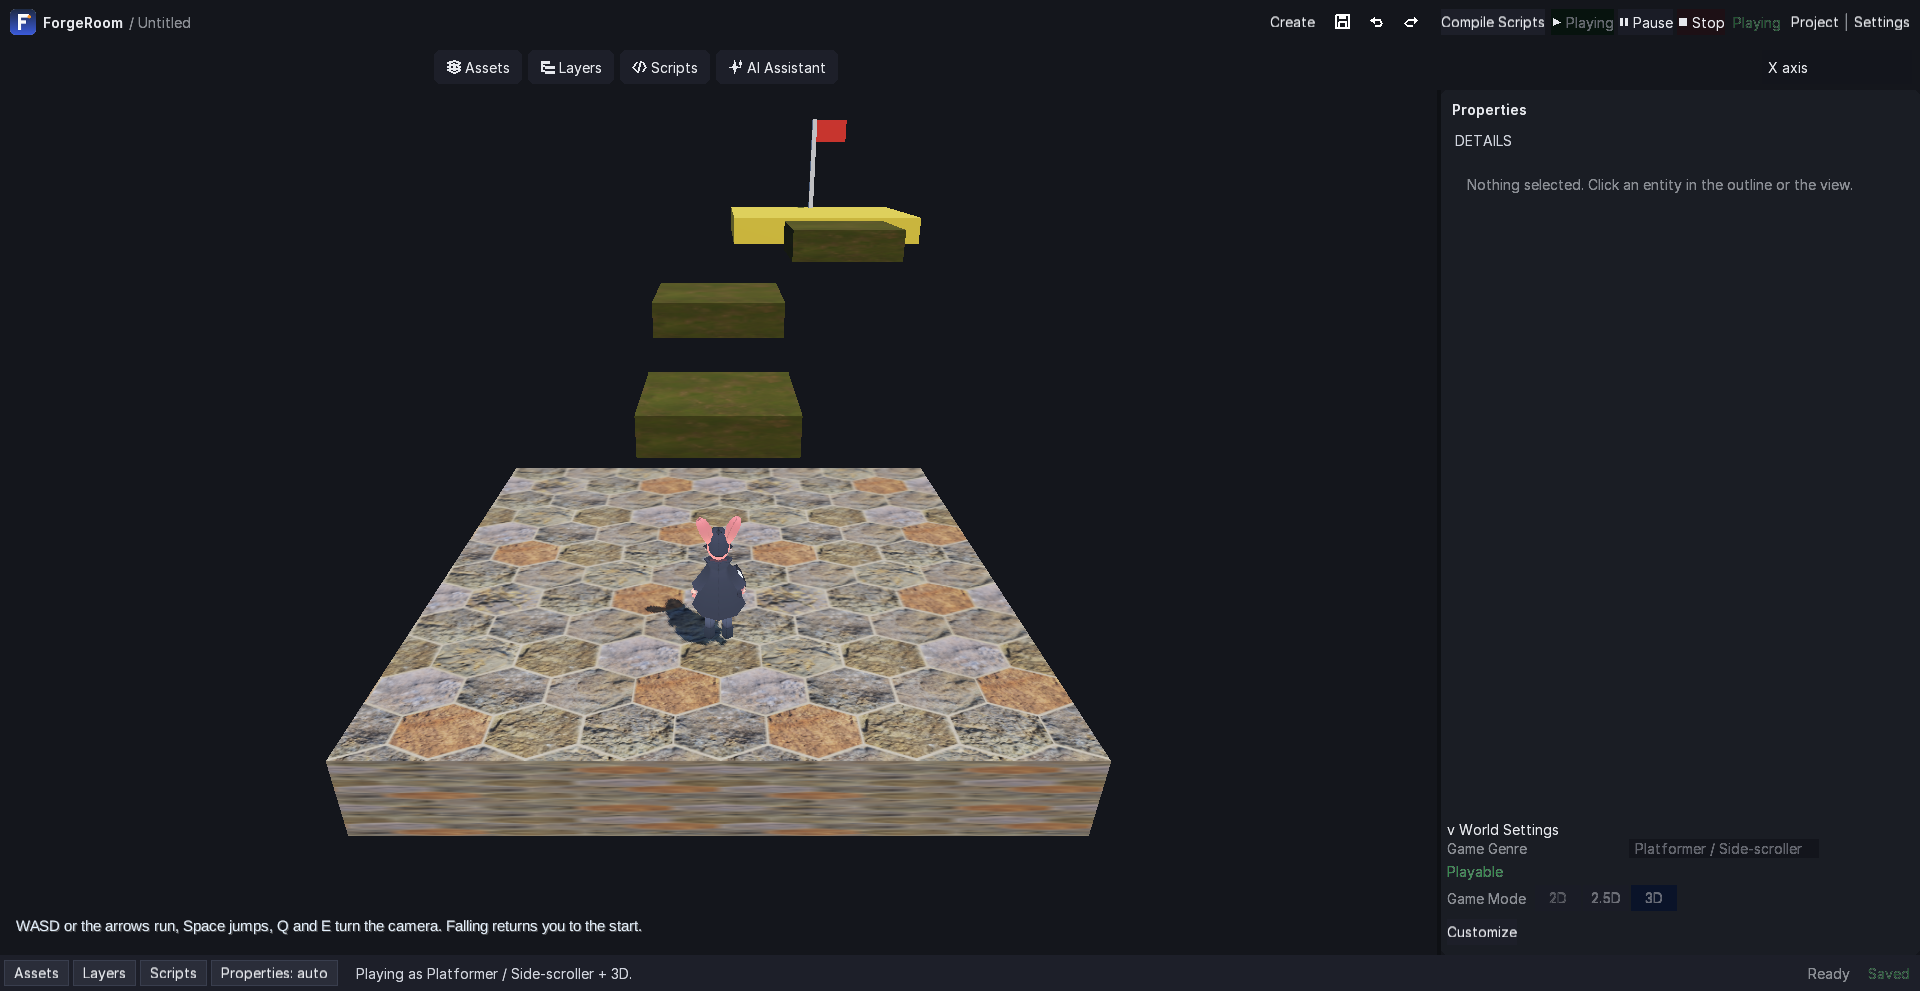 ForgeRoom / Untitled
Create
Compile Scripts Playing Pause Stop Playing Project | Settings
Assets Layers Scripts AI Assistant
X axis
Properties
DETAILS
Nothing selected. Click an entity in the outline or the view.
v World Settings
Game Genre Platformer / Side-scroller
Playable
Game Mode 2D 2.5D 3D
Customize
WASD or the arrows run, Space jumps, Q and E turn the camera. Falling returns you to the start.
Assets Layers Scripts Properties: auto Playing as Platformer / Side-scroller + 3D. Ready Saved